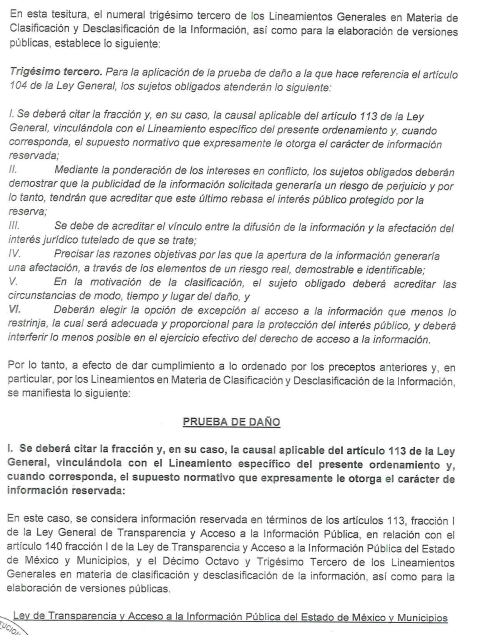 En esta tesitura, el numeral trigésimo tercero de los Lineamientos Generales en Materia de
Clasificación y Desclasificación de la Información, así como para la elaboración de versiones
públicas, establece lo siguiente:
Trigésimo tercero. Para la aplicación de la prueba de daño a la que hace referencia el artículo
104 de la Ley General, los sujetos obligados atenderán lo siguiente:
I. Se deberá citar la fracción y, en su caso, la causal aplicable del artículo 113 de la Ley
General, vinculándola con el Lineamiento específico del presente ordenamiento y, cuando
corresponda, el supuesto normativo que expresamente le otorga el carácter de información
reservada;
II. Mediante la ponderación de los intereses en conflicto, los sujetos obligados deberán
demostrar que la publicidad de la información solicitada generaría un riesgo de perjuicio y por
lo tanto, tendrán que acreditar que este último rebasa el interés público protegido por la
reserva;
III. Se debe de acreditar el vínculo entre la difusión de la información y la afectación del
interés jurídico tutelado de que se trate;
IV. Precisar las razones objetivas por las que la apertura de la información generaría
una afectación, a través de los elementos de un riesgo real, demostrable e identificable;
V. En la motivación de la clasificación, el sujeto obligado deberá acreditar las
circunstancias de modo, tiempo y lugar del daño, y
VI. Deberán elegir la opción de excepción al acceso a la información que menos lo
restrinja, la cual será adecuada y proporcional para la protección del interés público, y deberá
interferir lo menos posible en el ejercicio efectivo del derecho de acceso a la información.
Por lo tanto, a efecto de dar cumplimiento a lo ordenado por los preceptos anteriores y, en
particular, por los Lineamientos en Materia de Clasificación y Desclasificación de la Información,
se manifiesta lo siguiente:
PRUEBA DE DAÑO
I. Se deberá citar la fracción y, en su caso, la causal aplicable del artículo 113 de la Ley
General, vinculándola con el Lineamiento específico del presente ordenamiento y,
cuando corresponda, el supuesto normativo que expresamente le otorga el carácter de
información reservada:
En este caso, se considera información reservada en términos de los artículos 113, fracción I
de la Ley General de Transparencia y Acceso a la Información Pública, en relación con el
artículo 140 fracción I de la Ley de Transparencia y Acceso a la Información Pública del Estado
de México y Municipios, y el Décimo Octavo y Trigésimo Tercero de los Lineamientos
Generales en materia de clasificación y desclasificación de la información, así como para la
elaboración de versiones públicas.
Ley de Transparencia y Acceso a la Información Pública del Estado de México y Municipios